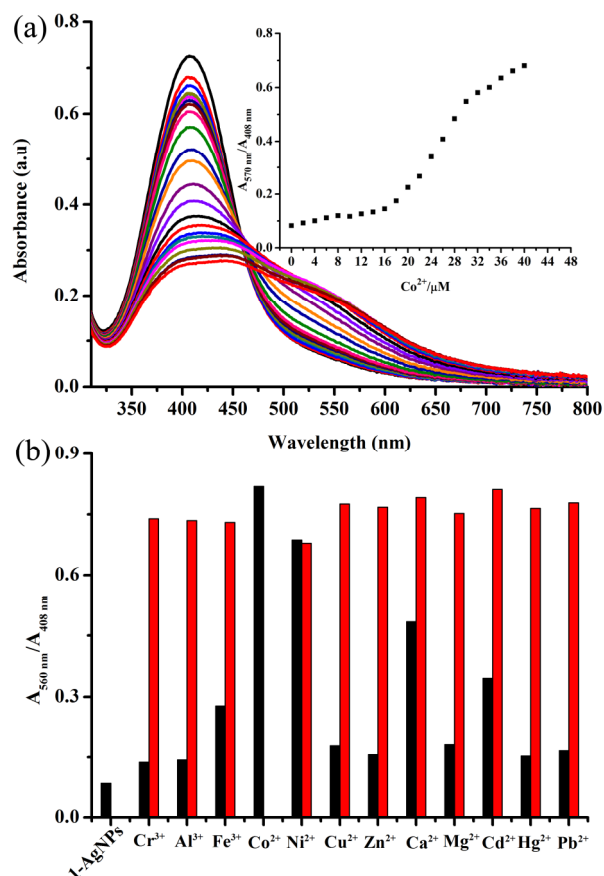 (a)
0.8
0.6
0.4
0.2
0.0
Absorbance (a.u)
350 400 450 500 550 600 650 700 750 800
Wavelength (nm)
0.8
0.6
0.4
0.2
0.0
A570 nm/A408 nm
0 4 8 12 16 20 24 28 32 36 40 44 48
Co²⁺/μM
(b)
0.9
0.6
0.3
0.0
A560 nm/A408 nm
1-AgNPs Cr³⁺ Al³⁺ Fe³⁺ Co²⁺ Ni²⁺ Cu²⁺ Zn²⁺ Ca²⁺ Mg²⁺ Cd²⁺ Hg²⁺ Pb²⁺